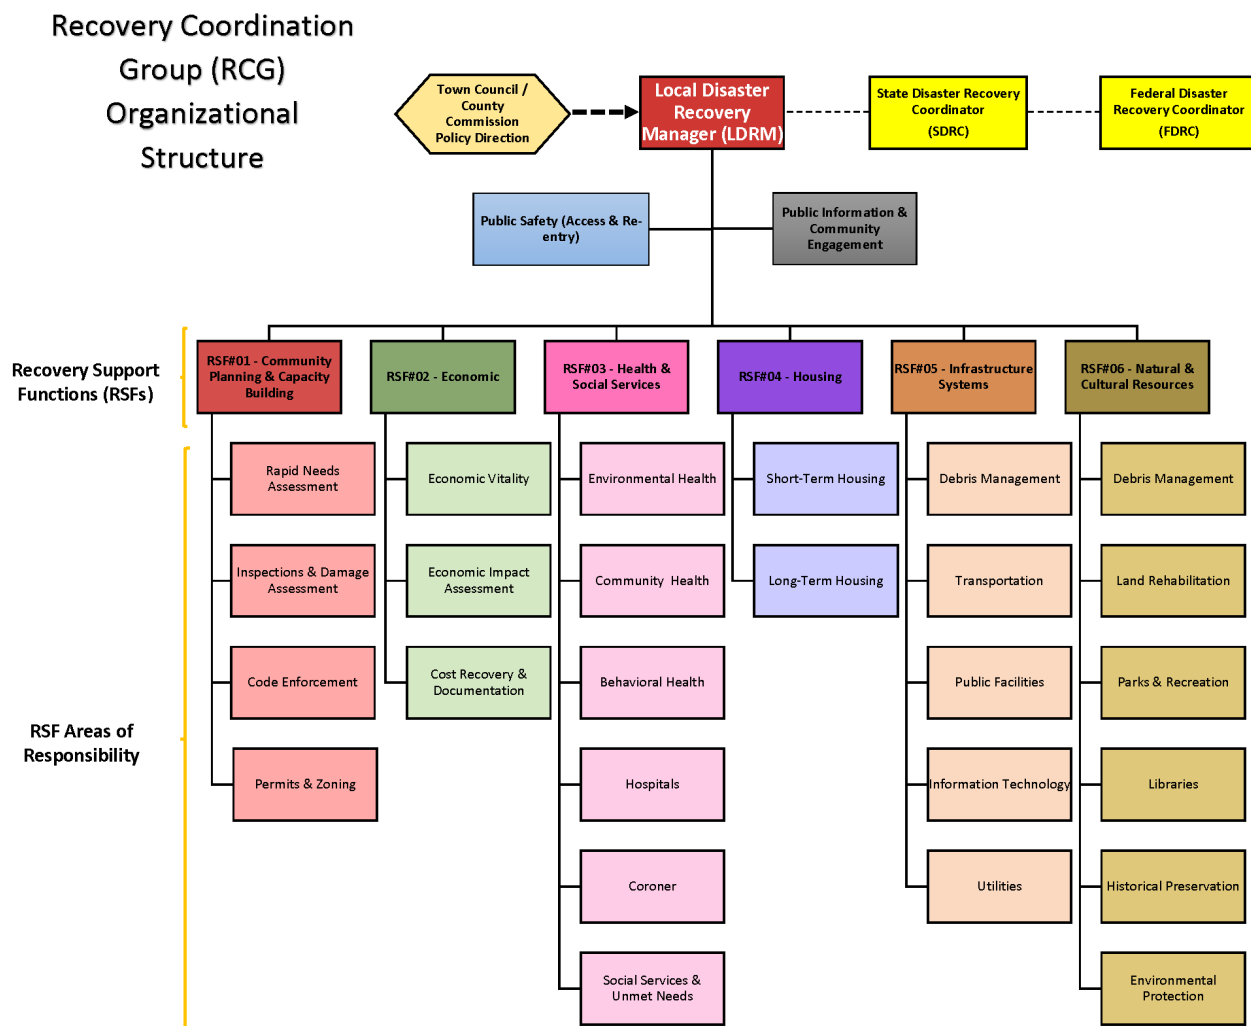 Recovery Coordination
Group (RCG)
Organizational
Structure
Town Council /
County
Commission
Policy Direction
Local Disaster
Recovery
Manager (LDRM)
State Disaster Recovery
Coordinator
(SDRC)
Federal Disaster
Recovery Coordinator
(FDRC)
Public Safety (Access & Re-
entry)
Public Information &
Community
Engagement
Recovery Support
Functions (RSFs)
RSF#01 - Community
Planning & Capacity
Building
RSF#02 - Economic
RSF#03 - Health &
Social Services
RSF#04 - Housing
RSF#05 - Infrastructure
Systems
RSF#06 - Natural &
Cultural Resources
RSF Areas of
Responsibility
Rapid Needs
Assessment
Inspections & Damage
Assessment
Code Enforcement
Permits & Zoning
Economic Vitality
Economic Impact
Assessment
Cost Recovery &
Documentation
Environmental Health
Community Health
Behavioral Health
Hospitals
Coroner
Social Services &
Unmet Needs
Short-Term Housing
Long-Term Housing
Debris Management
Transportation
Public Facilities
Information Technology
Utilities
Debris Management
Land Rehabilitation
Parks & Recreation
Libraries
Historical Preservation
Environmental
Protection